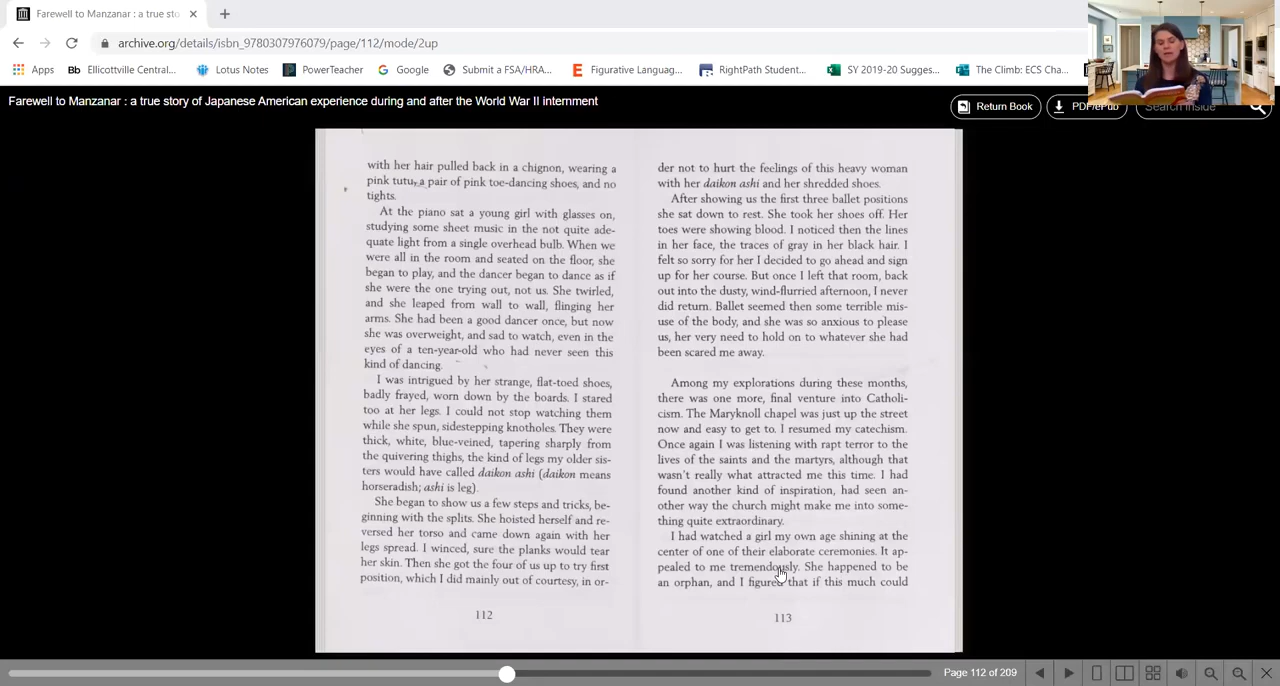 Farewell to Manzanar : a true sto
archive.org/details/isbn_9780307976079/page/112/mode/2up
Apps
Bb
Ellicottville Central...
Lotus Notes
PowerTeacher
Google
Submit a FSA/HRA...
E
Figurative Languag...
RightPath Student...
SY 2019-20 Sugges...
The Climb: ECS Cha...
Farewell to Manzanar : a true story of Japanese American experience during and after the World War II internment
Return Book
PDF/ePub
Search inside
with her hair pulled back in a chignon, wearing a
pink tutu, a pair of pink toe-dancing shoes, and no
tights.
At the piano sat a young girl with glasses on,
studying some sheet music in the not quite ade-
quate light from a single overhead bulb. When we
were all in the room and seated on the floor, she
began to play, and the dancer began to dance as if
she were the one trying out, not us. She twirled,
and she leaped from wall to wall, flinging her
arms. She had been a good dancer once, but now
she was overweight, and sad to watch, even in the
eyes of a ten-year-old who had never seen this
kind of dancing.
I was intrigued by her strange, flat-toed shoes,
badly frayed, worn down by the boards. I stared
too at her legs. I could not stop watching them
while she spun, sidestepping knotholes. They were
thick, white, blue-veined, tapering sharply from
the quivering thighs, the kind of legs my older sis-
ters would have called daikon ashi (daikon means
horseradish; ashi is leg).
She began to show us a few steps and tricks, be-
ginning with the splits. She hoisted herself and re-
versed her torso and came down again with her
legs spread. I winced, sure the planks would tear
her skin. Then she got the four of us up to try first
position, which I did mainly out of courtesy, in or-
112
der not to hurt the feelings of this heavy woman
with her daikon ashi and her shredded shoes.
After showing us the first three ballet positions
she sat down to rest. She took her shoes off. Her
toes were showing blood. I noticed then the lines
in her face, the traces of gray in her black hair. I
felt so sorry for her I decided to go ahead and sign
up for her course. But once I left that room, back
out into the dusty, wind-flurried afternoon, I never
did return. Ballet seemed then some terrible mis-
use of the body, and she was so anxious to please
us, her very need to hold on to whatever she had
been scared me away.
Among my explorations during these months,
there was one more, final venture into Catholi-
cism. The Maryknoll chapel was just up the street
now and easy to get to. I resumed my catechism.
Once again I was listening with rapt terror to the
lives of the saints and the martyrs, although that
wasn't really what attracted me this time. I had
found another kind of inspiration, had seen an-
other way the church might make me into some-
thing quite extraordinary.
I had watched a girl my own age shining at the
center of one of their elaborate ceremonies. It ap-
pealed to me tremendously. She happened to be
an orphan, and I figured that if this much could
113
Page 112 of 209